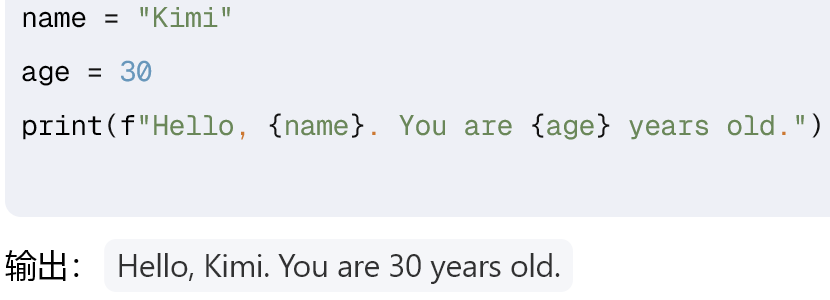 name = "Kimi"
age = 30
print(f"Hello, {name}. You are {age} years old.")
输出： Hello, Kimi. You are 30 years old.